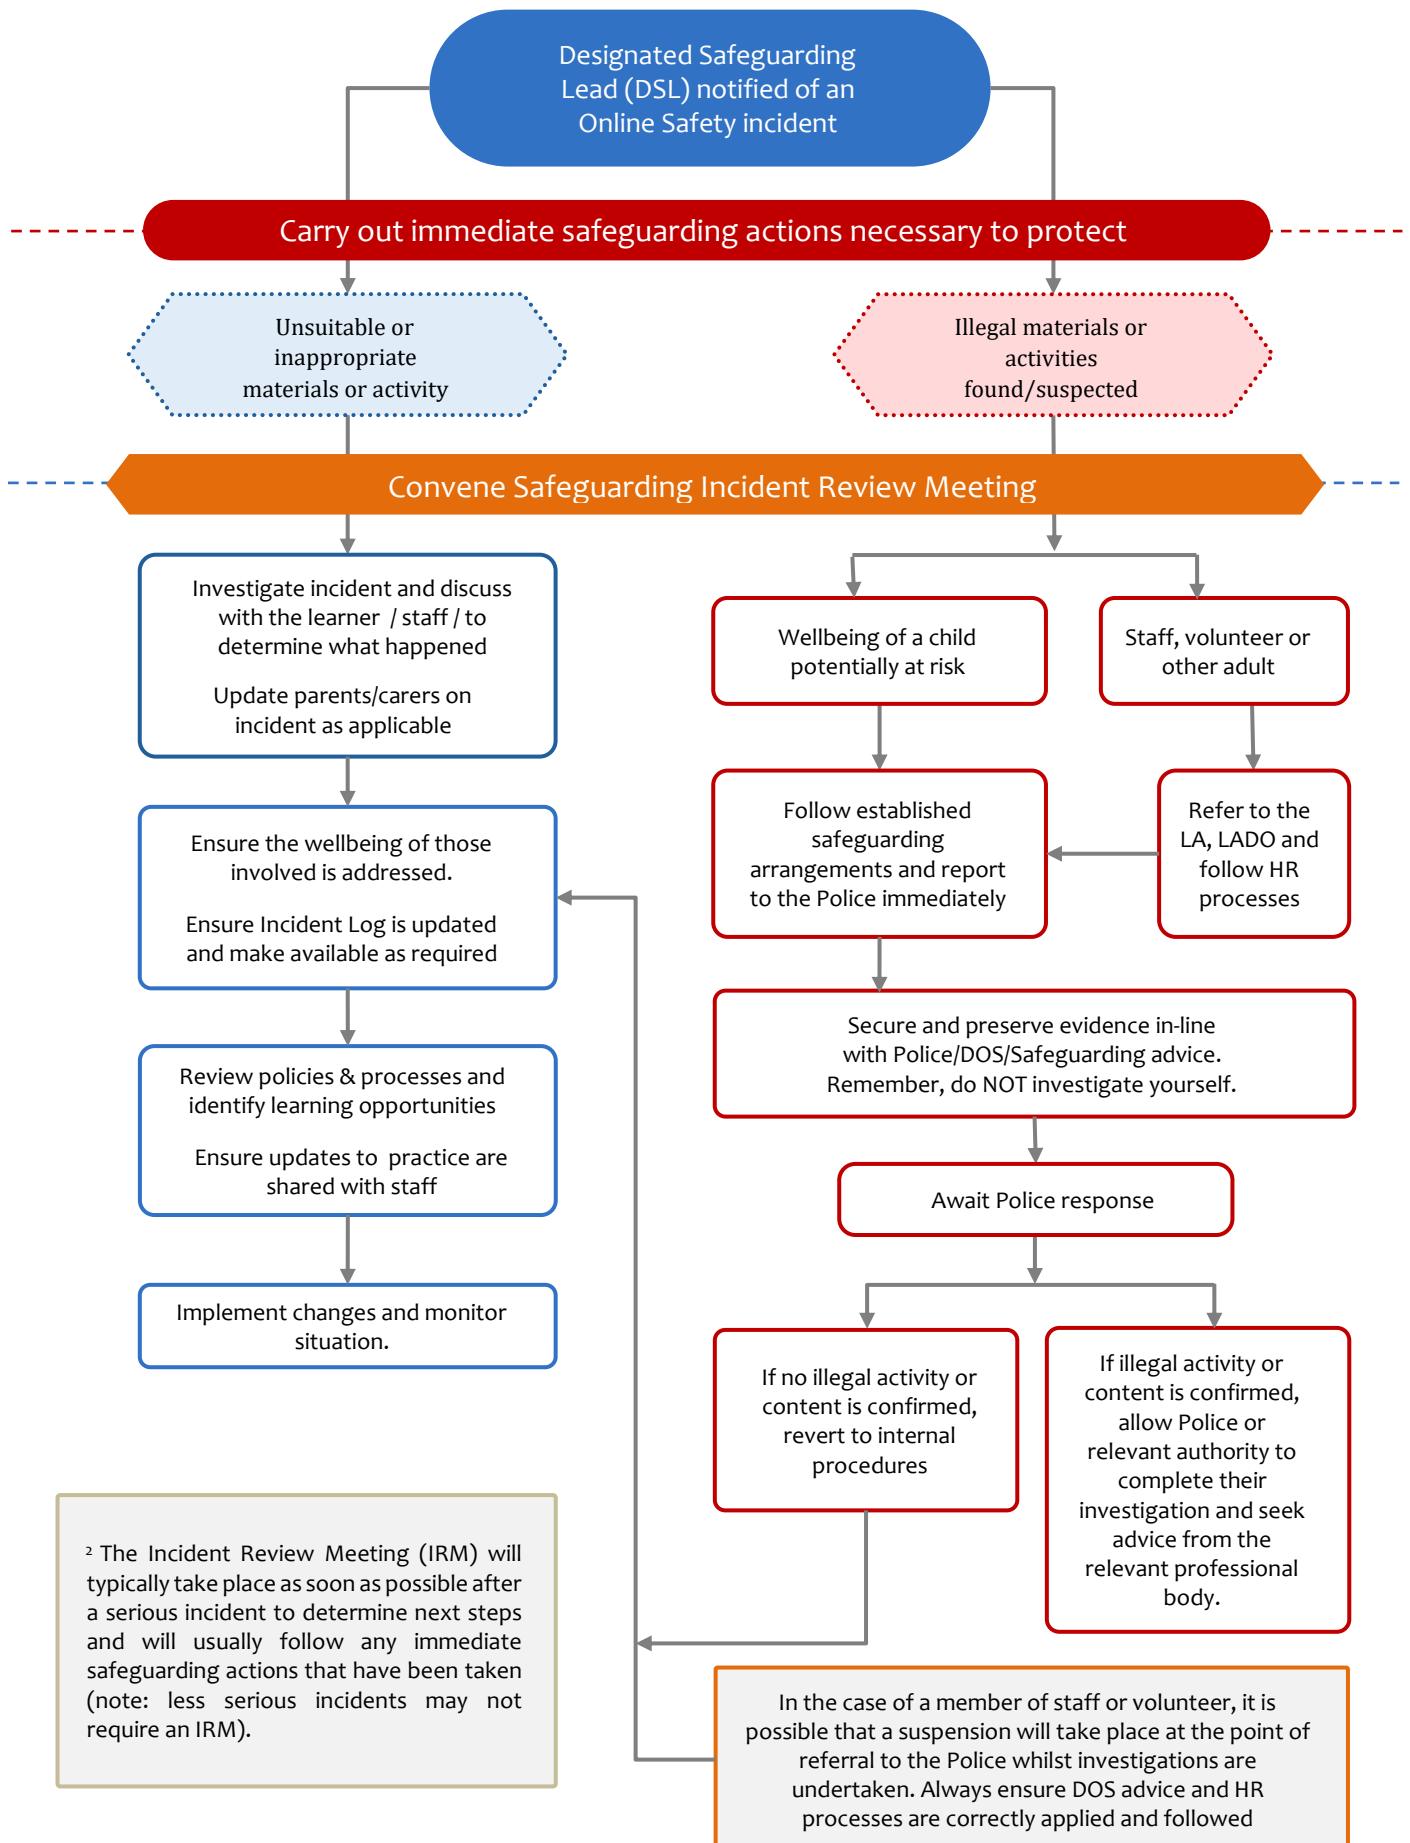 Designated Safeguarding
Lead (DSL) notified of an
Online Safety incident
Carry out immediate safeguarding actions necessary to protect
Unsuitable or
inappropriate
materials or activity
Illegal materials or
activities
found/suspected
Convene Safeguarding Incident Review Meeting
Investigate incident and discuss
with the learner / staff / to
determine what happened
Update parents/carers on
incident as applicable
Ensure the wellbeing of those
involved is addressed.
Ensure Incident Log is updated
and make available as required
Review policies & processes and
identify learning opportunities
Ensure updates to practice are
shared with staff
Implement changes and monitor
situation.
Wellbeing of a child
potentially at risk
Staff, volunteer or
other adult
Follow established
safeguarding
arrangements and report
to the Police immediately
Refer to the
LA, LADO and
follow HR
processes
Secure and preserve evidence in-line
with Police/DOS/Safeguarding advice.
Remember, do NOT investigate yourself.
Await Police response
If no illegal activity or
content is confirmed,
revert to internal
procedures
If illegal activity or
content is confirmed,
allow Police or
relevant authority to
complete their
investigation and seek
advice from the
relevant professional
body.
² The Incident Review Meeting (IRM) will
typically take place as soon as possible after
a serious incident to determine next steps
and will usually follow any immediate
safeguarding actions that have been taken
(note: less serious incidents may not
require an IRM).
In the case of a member of staff or volunteer, it is
possible that a suspension will take place at the point of
referral to the Police whilst investigations are
undertaken. Always ensure DOS advice and HR
processes are correctly applied and followed